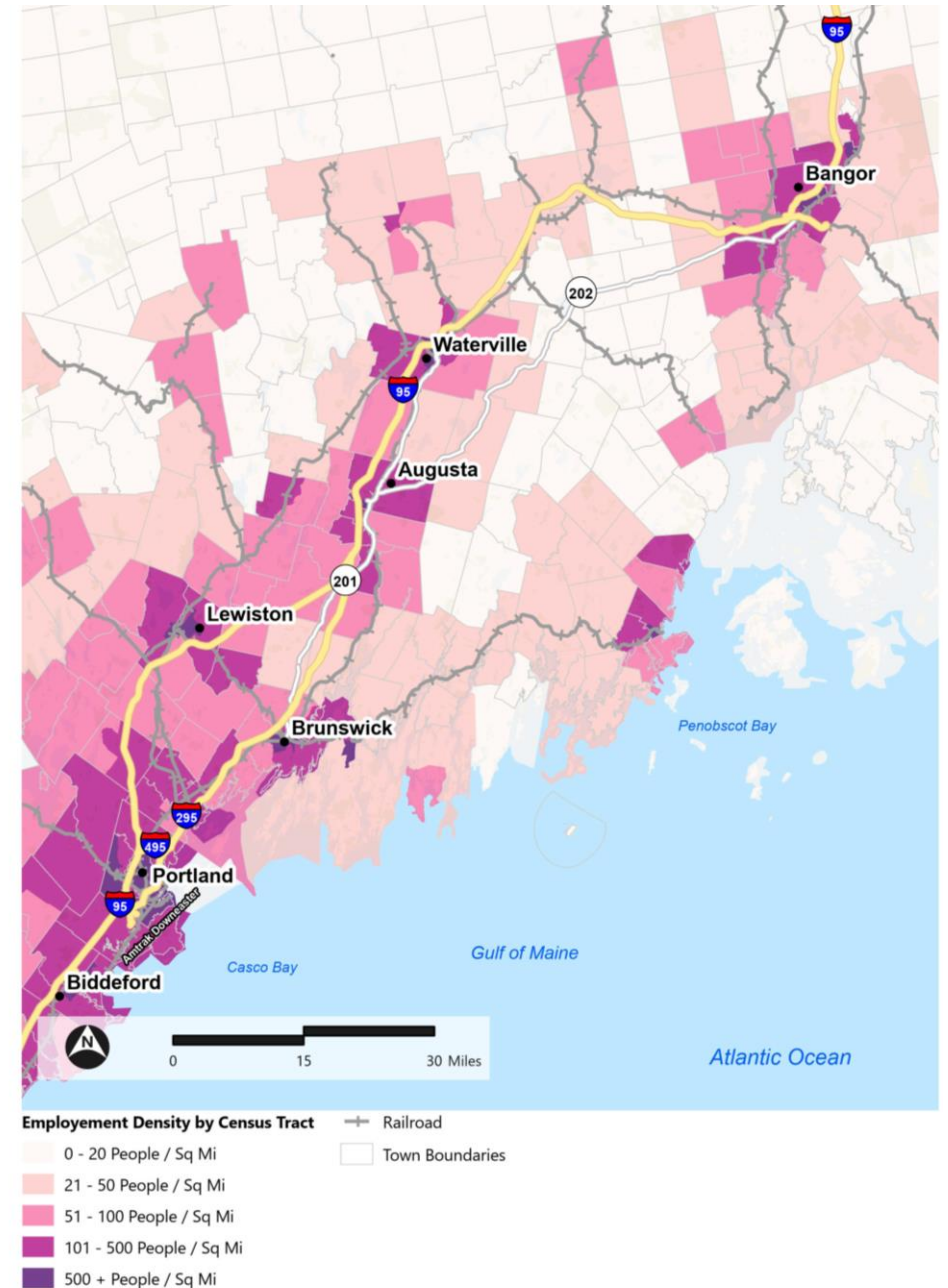 95
Bangor
202
Waterville
95
Augusta
201
Lewiston
Brunswick
Penobscot Bay
295
495
Portland
95
Amtrak Downeaster
Gulf of Maine
Casco Bay
Biddeford
N
0 15 30 Miles
Atlantic Ocean
Employement Density by Census Tract
Railroad
0 - 20 People / Sq Mi
Town Boundaries
21 - 50 People / Sq Mi
51 - 100 People / Sq Mi
101 - 500 People / Sq Mi
500 + People / Sq Mi